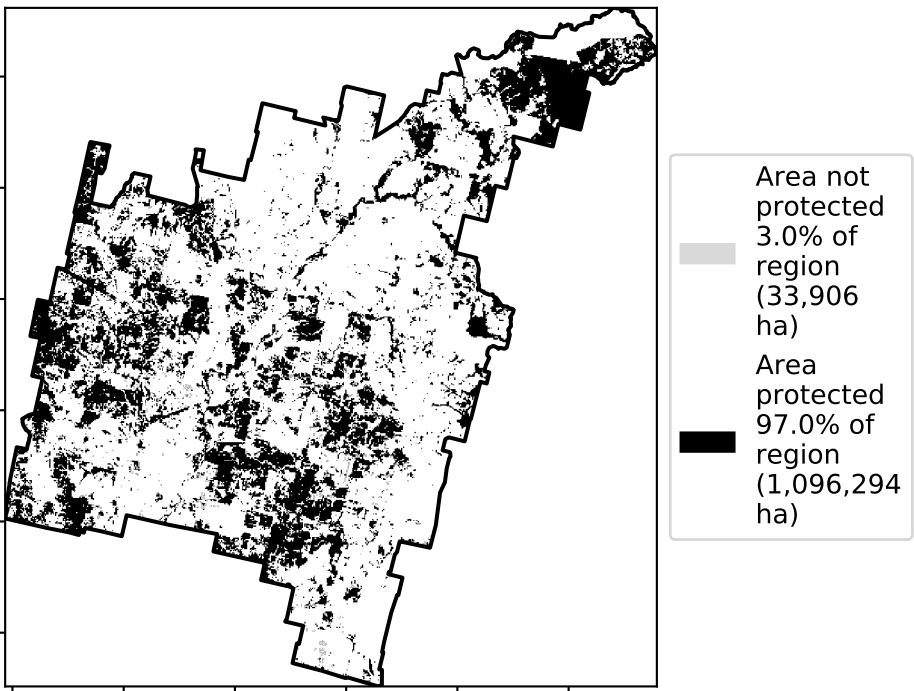 Area not
protected
3.0% of
region
(33,906
ha)
Area
protected
97.0% of
region
(1,096,294
ha)